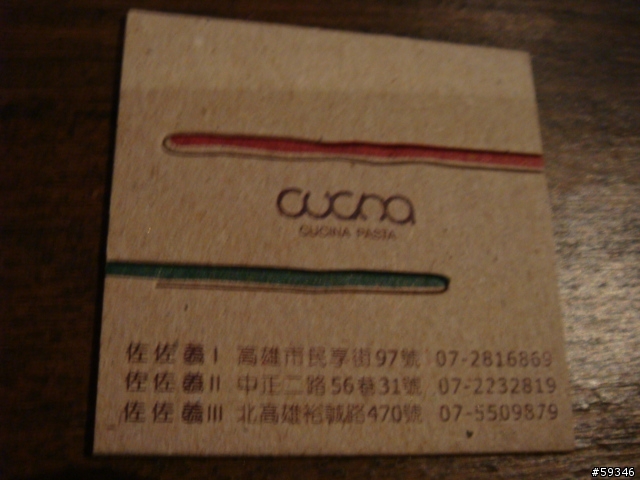 cucina
CUCINA PASTA
佐佐義I 高雄市民享街97號 07-2816869
佐佐義II 中正二路56巷31號 07-2232819
佐佐義III 北高雄裕誠路470號 07-5509879
#59346